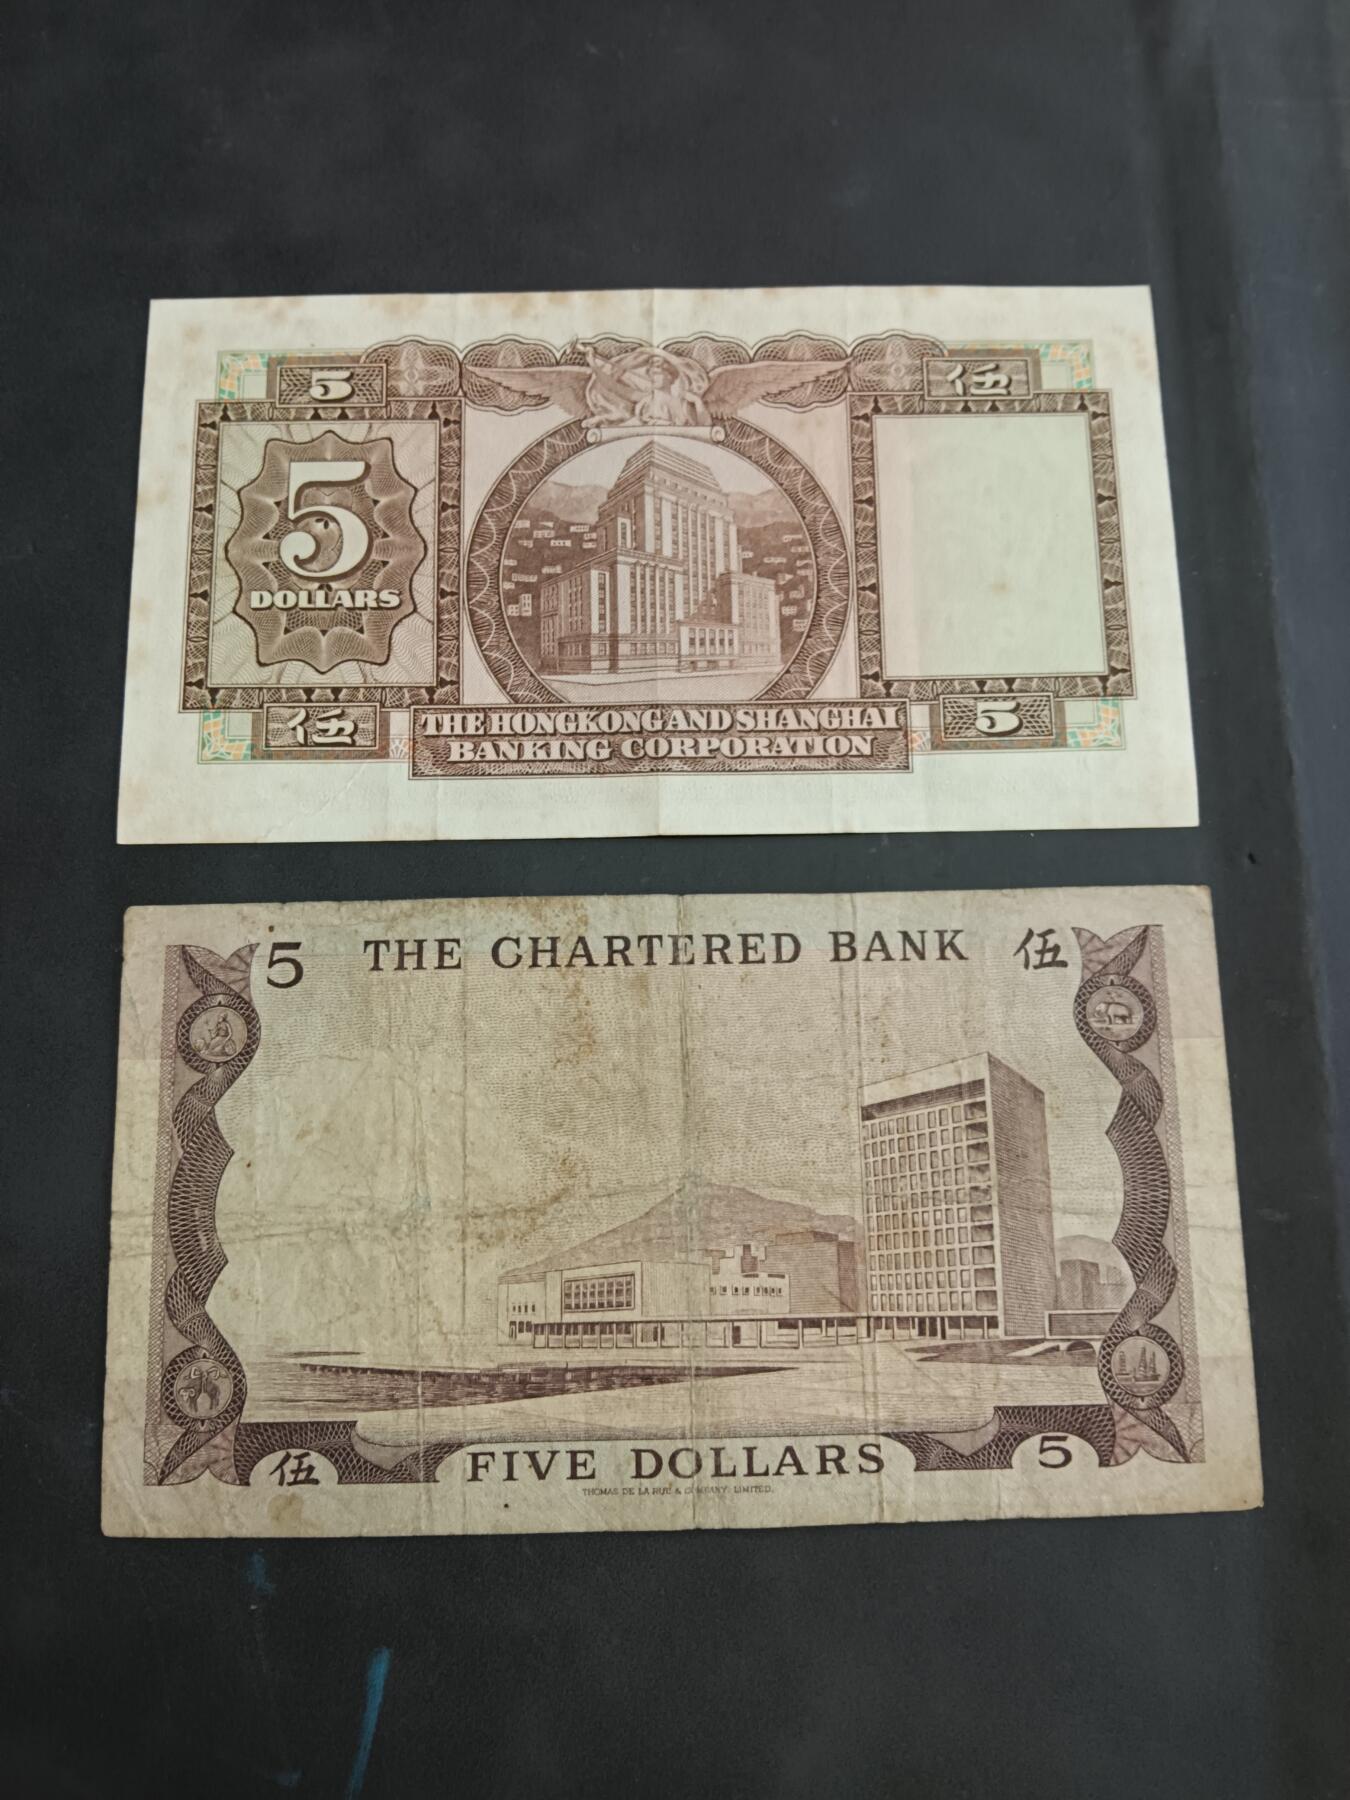 5 伍
5
DOLLARS
伍 5
THE HONGKONG AND SHANGHAI
BANKING CORPORATION
5 THE CHARTERED BANK 伍
伍 FIVE DOLLARS 5
THOMAS DE LA RUE & COMPANY, LIMITED.